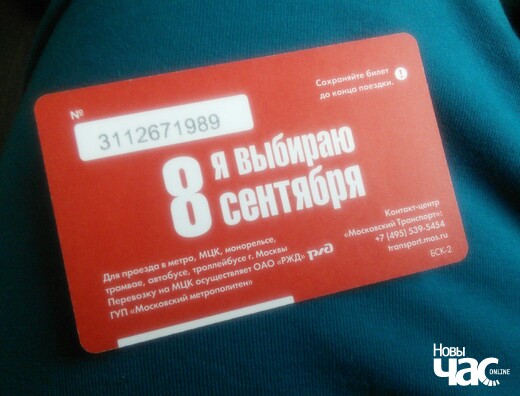 №
3112671989
Сохраняйте билет
до конца поездки.
!
8 я выбираю
сентября
Для проезда в метро, МЦК, монорельсе,
трамвае, автобусе, троллейбусе г. Москвы
Перевозку на МЦК осуществляет ОАО «РЖД» ржд
ГУП «Московский метрополитен»
Контакт-центр
«Московский Транспорт»:
+7 (495) 539-5454
transport.mos.ru
БСК-2
Новы
час
ONLINE